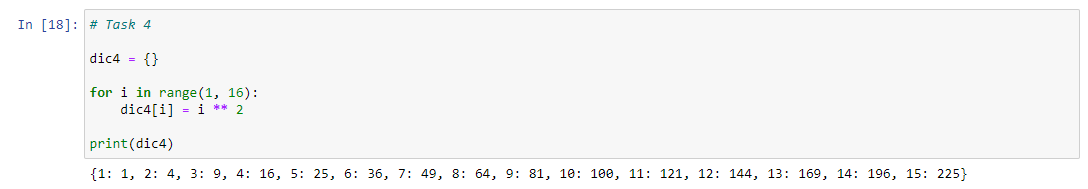 In [18]: # Task 4
dic4 = {}
for i in range(1, 16):
    dic4[i] = i ** 2
print(dic4)
{1: 1, 2: 4, 3: 9, 4: 16, 5: 25, 6: 36, 7: 49, 8: 64, 9: 81, 10: 100, 11: 121, 12: 144, 13: 169, 14: 196, 15: 225}